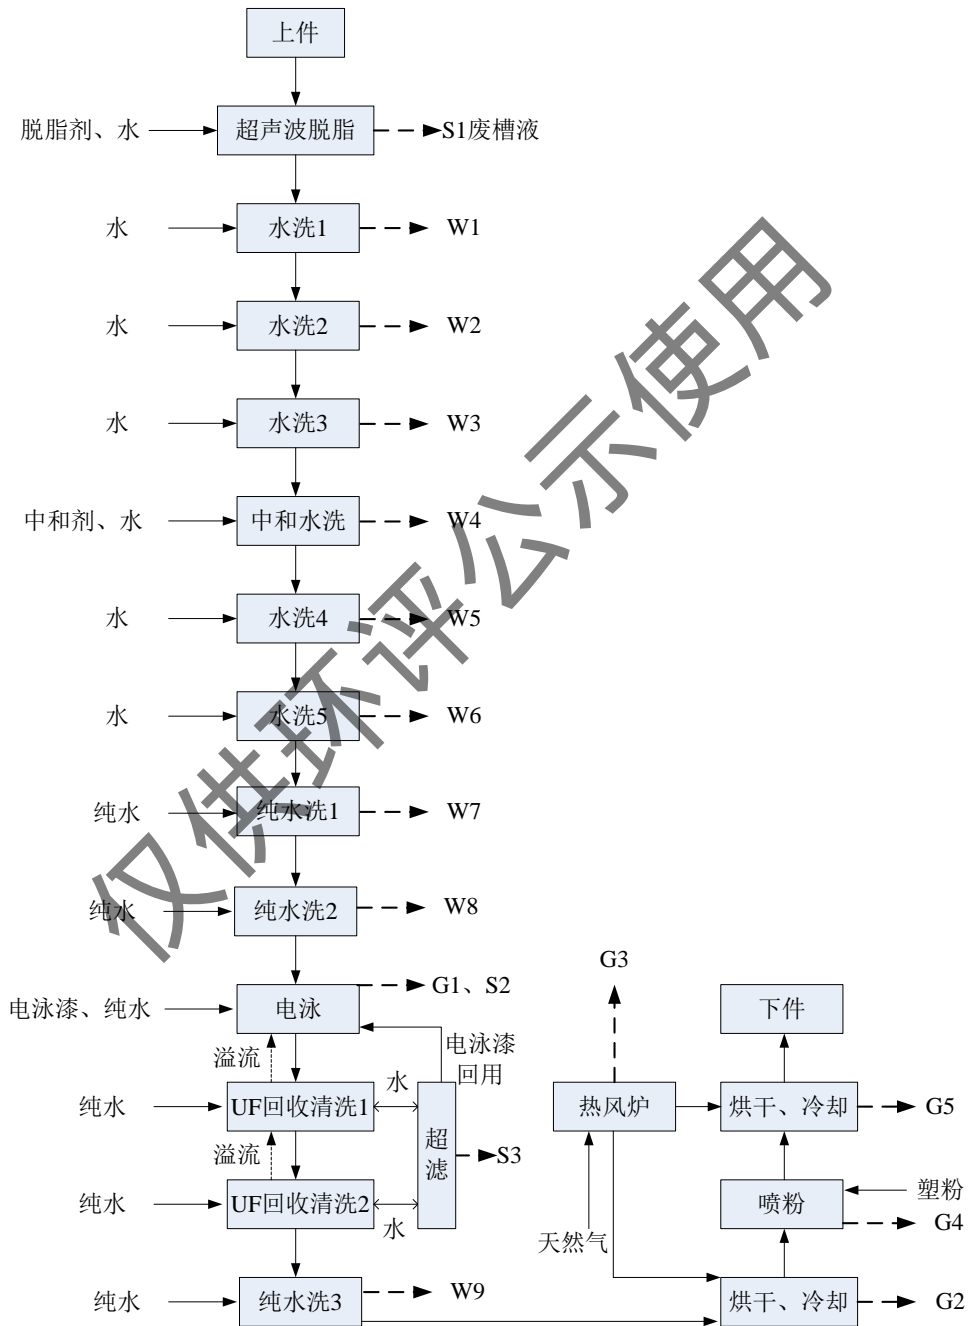 上件
脱脂剂、水
超声波脱脂
S1废槽液
水
水洗1
W1
水
水洗2
W2
水
水洗3
W3
中和剂、水
中和水洗
W4
水
水洗4
W5
水
水洗5
W6
纯水
纯水洗1
W7
纯水
纯水洗2
W8
电泳漆、纯水
电泳
G1、S2
溢流
电泳漆
回用
纯水
UF回收清洗1
水
超滤
S3
溢流
纯水
UF回收清洗2
水
纯水
纯水洗3
W9
G3
热风炉
天然气
下件
烘干、冷却
G5
喷粉
塑粉
G4
烘干、冷却
G2
仅供环评公示使用